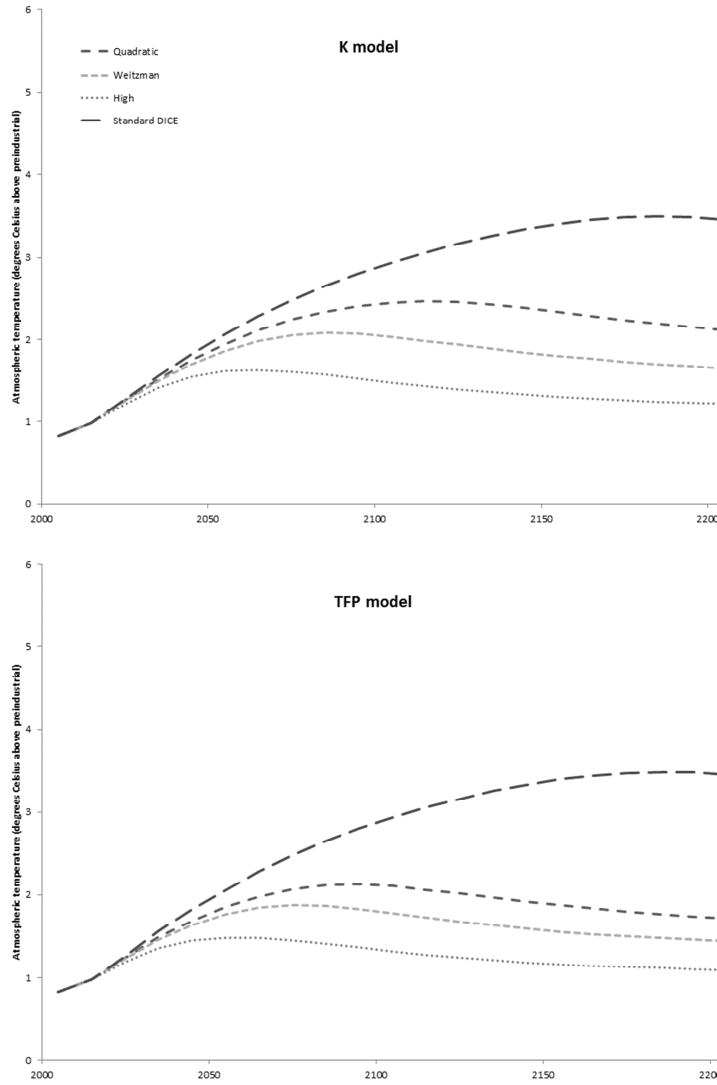 K model
Quadratic
Weitzman
High
Standard DICE
Atmospheric temperature (degrees Celsius above preindustrial)
6
5
4
3
2
1
0
2000 2050 2100 2150 2200
TFP model
Atmospheric temperature (degrees Celsius above preindustrial)
6
5
4
3
2
1
0
2000 2050 2100 2150 220